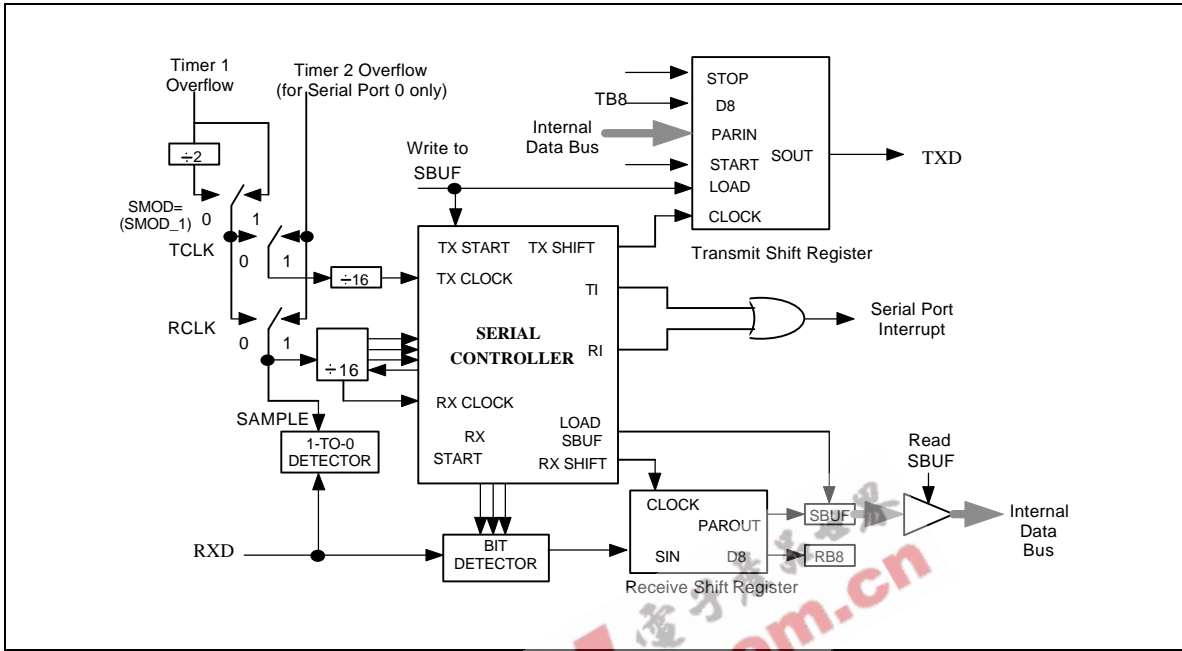 Timer 1
Overflow
Timer 2 Overflow
(for Serial Port 0 only)
÷2
SMOD=
(SMOD_1)
0
1
TCLK
0
1
÷16
RCLK
0
1
÷16
SAMPLE
1-TO-0
DETECTOR
RXD
Write to
SBUF
TX START
TX SHIFT
TX CLOCK
TI
SERIAL
CONTROLLER
RI
RX CLOCK
LOAD
SBUF
RX
START
RX SHIFT
BIT
DETECTOR
TB8
Internal
Data Bus
STOP
D8
PARIN
START
SOUT
LOAD
CLOCK
TXD
Transmit Shift Register
Serial Port
Interrupt
CLOCK
PAROUT
SIN
D8
Receive Shift Register
SBUF
RB8
Read
SBUF
Internal
Data
Bus
om.cn